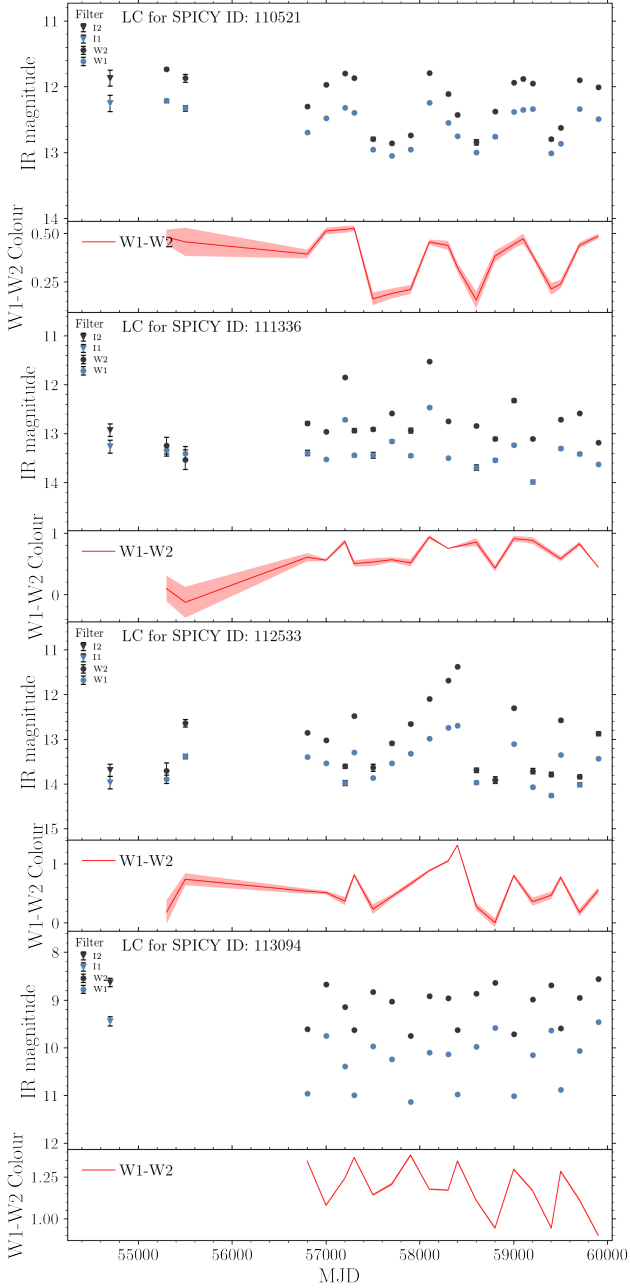 LC for SPICY ID: 110521
Filter
I2
I1
W2
W1
IR magnitude
11
12
13
14
W1-W2 Colour
W1-W2
0.50
0.25
LC for SPICY ID: 111336
Filter
I2
I1
W2
W1
IR magnitude
11
12
13
14
W1-W2 Colour
W1-W2
1
0
LC for SPICY ID: 112533
Filter
I2
I1
W2
W1
IR magnitude
11
12
13
14
15
W1-W2 Colour
W1-W2
1
0
LC for SPICY ID: 113094
Filter
I2
I1
W2
W1
IR magnitude
8
9
10
11
12
W1-W2 Colour
W1-W2
1.25
1.00
55000 56000 57000 58000 59000 60000
MJD